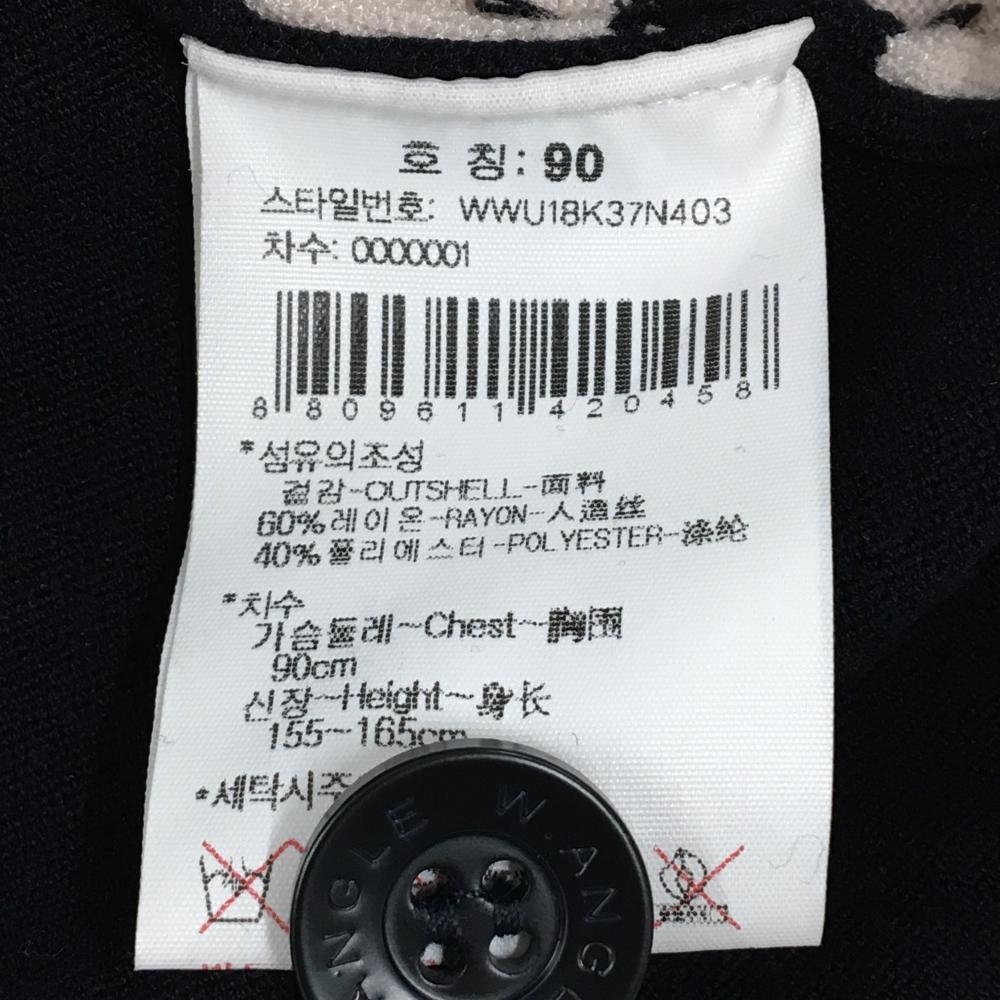 호 칭: 90
스타일번호: WWU18K37N403
차수: 0000001
8 809611 420458
*섬유의조성
겉감-OUTSHELL-面料
60%레이온-RAYON-人造丝
40%폴리에스터-POLYESTER-涤纶
*치수
가슴둘레~Chest~胸围
90cm
신장~Height~身长
155~165cm
*세탁시주
W.ANG
NGLE